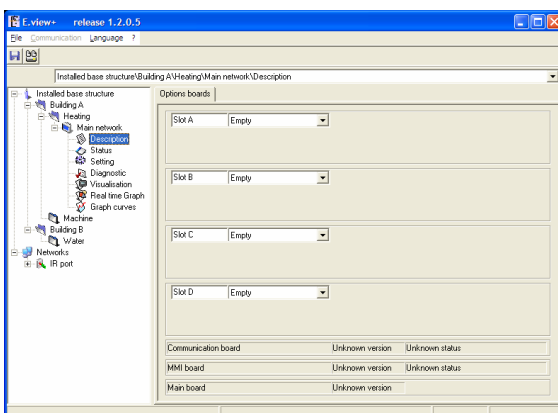 E.view+ release 1.2.0.5
File Communication Language ?
Installed base structure\Building A\Heating\Main network\Description
Installed base structure
Building A
Heating
Main network
Description
Status
Setting
Diagnostic
Visualisation
Real time Graph
Graph curves
Machine
Building B
Water
Networks
IR port
Options boards
Slot A Empty
Slot B Empty
Slot C Empty
Slot D Empty
Communication board Unknown version Unknown status
MMI board Unknown version Unknown status
Main board Unknown version